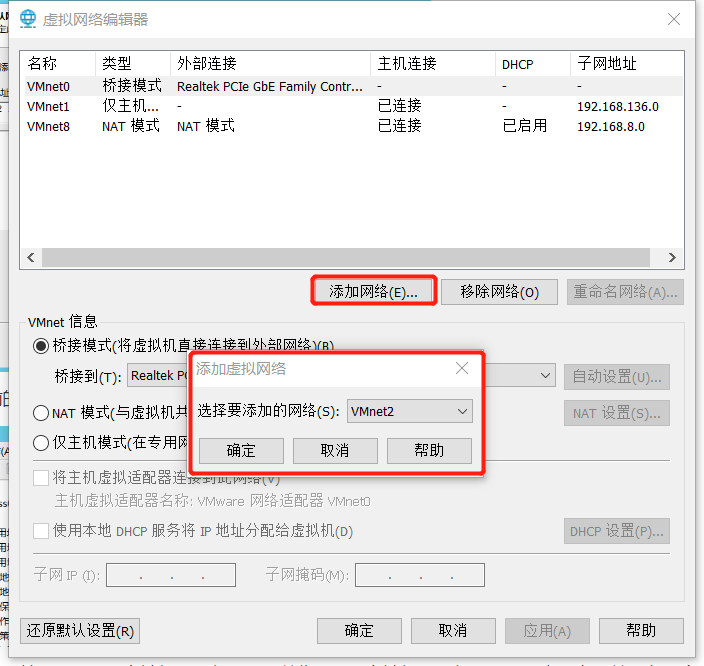 虚拟网络编辑器
名称 类型 外部连接 主机连接 DHCP 子网地址
VMnet0 桥接模式 Realtek PCIe GbE Family Contr... - - -
VMnet1 仅主机... - 已连接 - 192.168.136.0
VMnet8 NAT 模式 NAT 模式 已连接 已启用 192.168.8.0
添加网络(E)... 移除网络(O) 重命名网络(A)...
VMnet 信息
桥接模式(将虚拟机直接连接到外部网络)(B)
添加虚拟网络
桥接到(T): Realtek PC 自动设置(U)...
选择要添加的网络(S): VMnet2
NAT 模式(与虚拟机共 NAT 设置(S)...
仅主机模式(在专用网
确定 取消 帮助
将主机虚拟适配器连接到此网络(V)
主机虚拟适配器名称: VMware 网络适配器 VMnet0
使用本地 DHCP 服务将 IP 地址分配给虚拟机(D) DHCP 设置(P)...
子网 IP (I): . . . 子网掩码(M): . . .
还原默认设置(R) 确定 取消 应用(A) 帮助